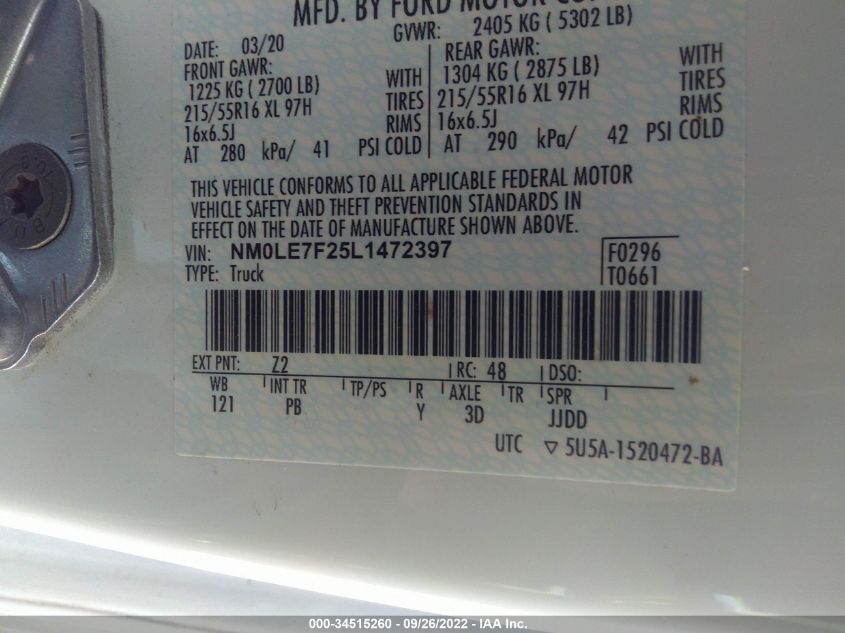 MFD. BY FORD MOTOR CO
GVWR: 2405 KG ( 5302 LB)
DATE: 03/20
FRONT GAWR:
1225 KG ( 2700 LB) WITH
215/55R16 XL 97H TIRES
16x6.5J RIMS
AT 280 kPa/ 41 PSI COLD
REAR GAWR:
1304 KG ( 2875 LB) WITH
215/55R16 XL 97H TIRES
16x6.5J RIMS
AT 290 kPa/ 42 PSI COLD
THIS VEHICLE CONFORMS TO ALL APPLICABLE FEDERAL MOTOR
VEHICLE SAFETY AND THEFT PREVENTION STANDARDS IN
EFFECT ON THE DATE OF MANUFACTURE SHOWN ABOVE.
VIN: NM0LE7F25L1472397
TYPE: Truck
F0296
T0661
EXT PNT: Z2 RC: 48 DSO:
WB INT TR TP/PS R AXLE TR SPR
121 PB Y 3D JJDD
UTC ▽ 5U5A-1520472-BA
000-34515260 - 09/26/2022 - IAA Inc.